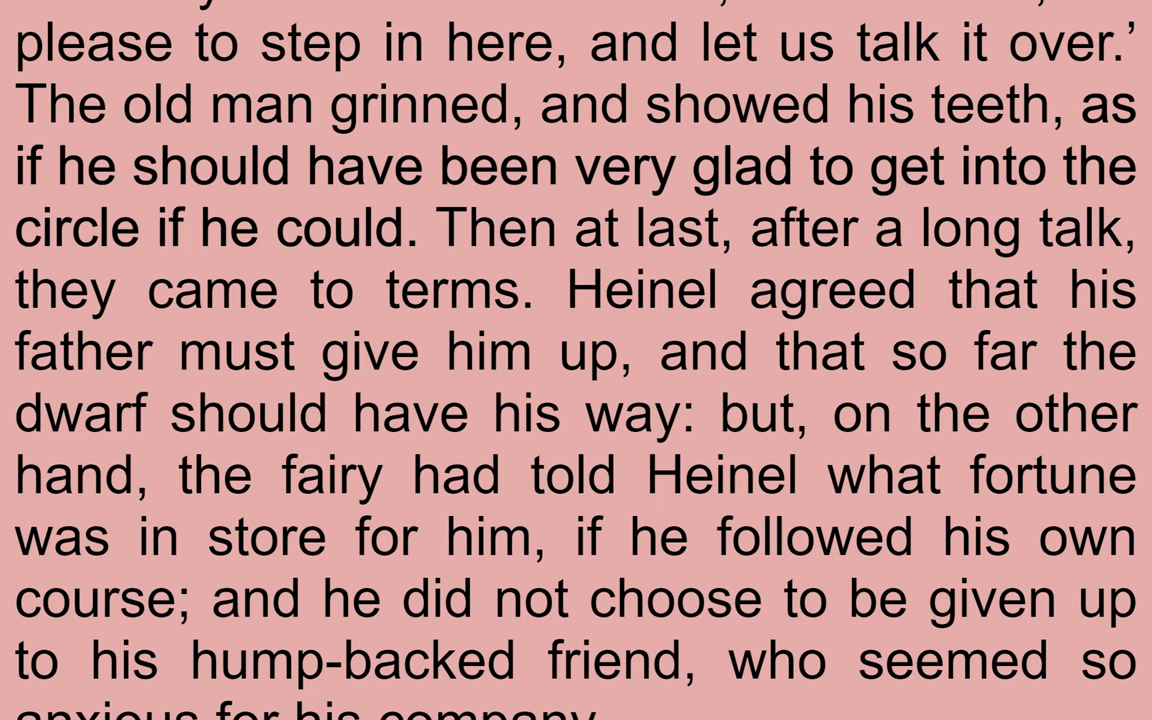 please to step in here, and let us talk it over.’
The old man grinned, and showed his teeth, as
if he should have been very glad to get into the
circle if he could. Then at last, after a long talk,
they came to terms. Heinel agreed that his
father must give him up, and that so far the
dwarf should have his way: but, on the other
hand, the fairy had told Heinel what fortune
was in store for him, if he followed his own
course; and he did not choose to be given up
to his hump-backed friend, who seemed so
anxious for his company.